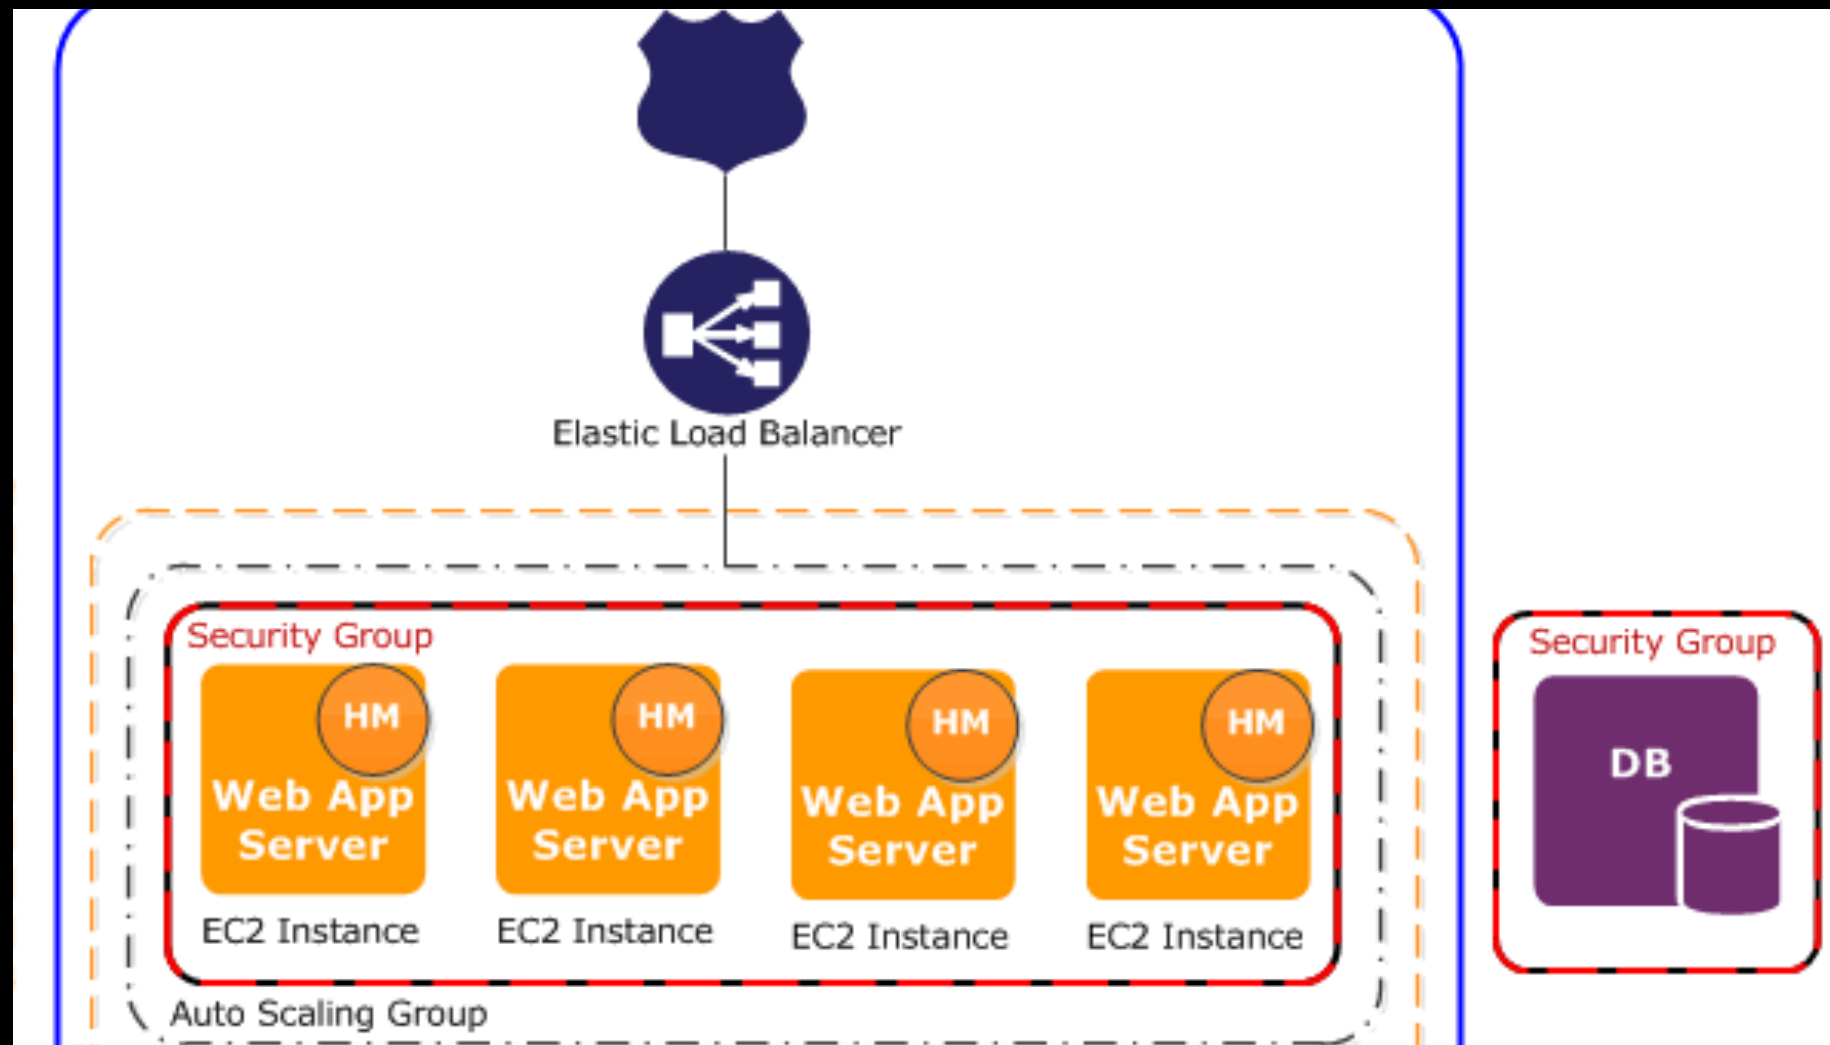 Elastic Load Balancer
Security Group
HM
HM
HM
HM
Web App
Server
Web App
Server
Web App
Server
Web App
Server
EC2 Instance
EC2 Instance
EC2 Instance
EC2 Instance
Auto Scaling Group
Security Group
DB